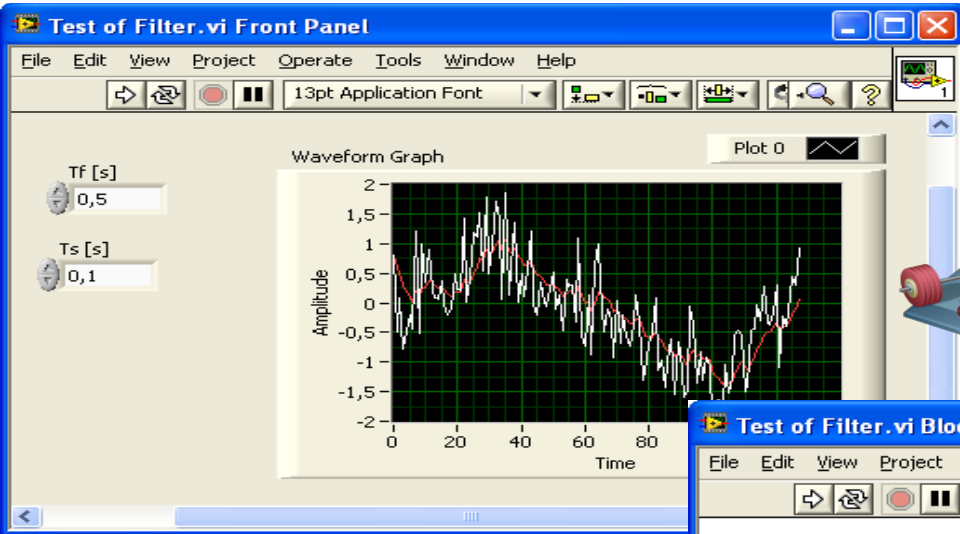 Test of Filter.vi Front Panel
File Edit View Project Operate Tools Window Help
13pt Application Font
1
Tf [s]
0,5
Ts [s]
0,1
Waveform Graph
Plot 0
Amplitude
2
1,5
1
0,5
0
-0,5
-1
-1,5
-2
0 20 40 60 80
Time
Test of Filter.vi Blo
File Edit View Project